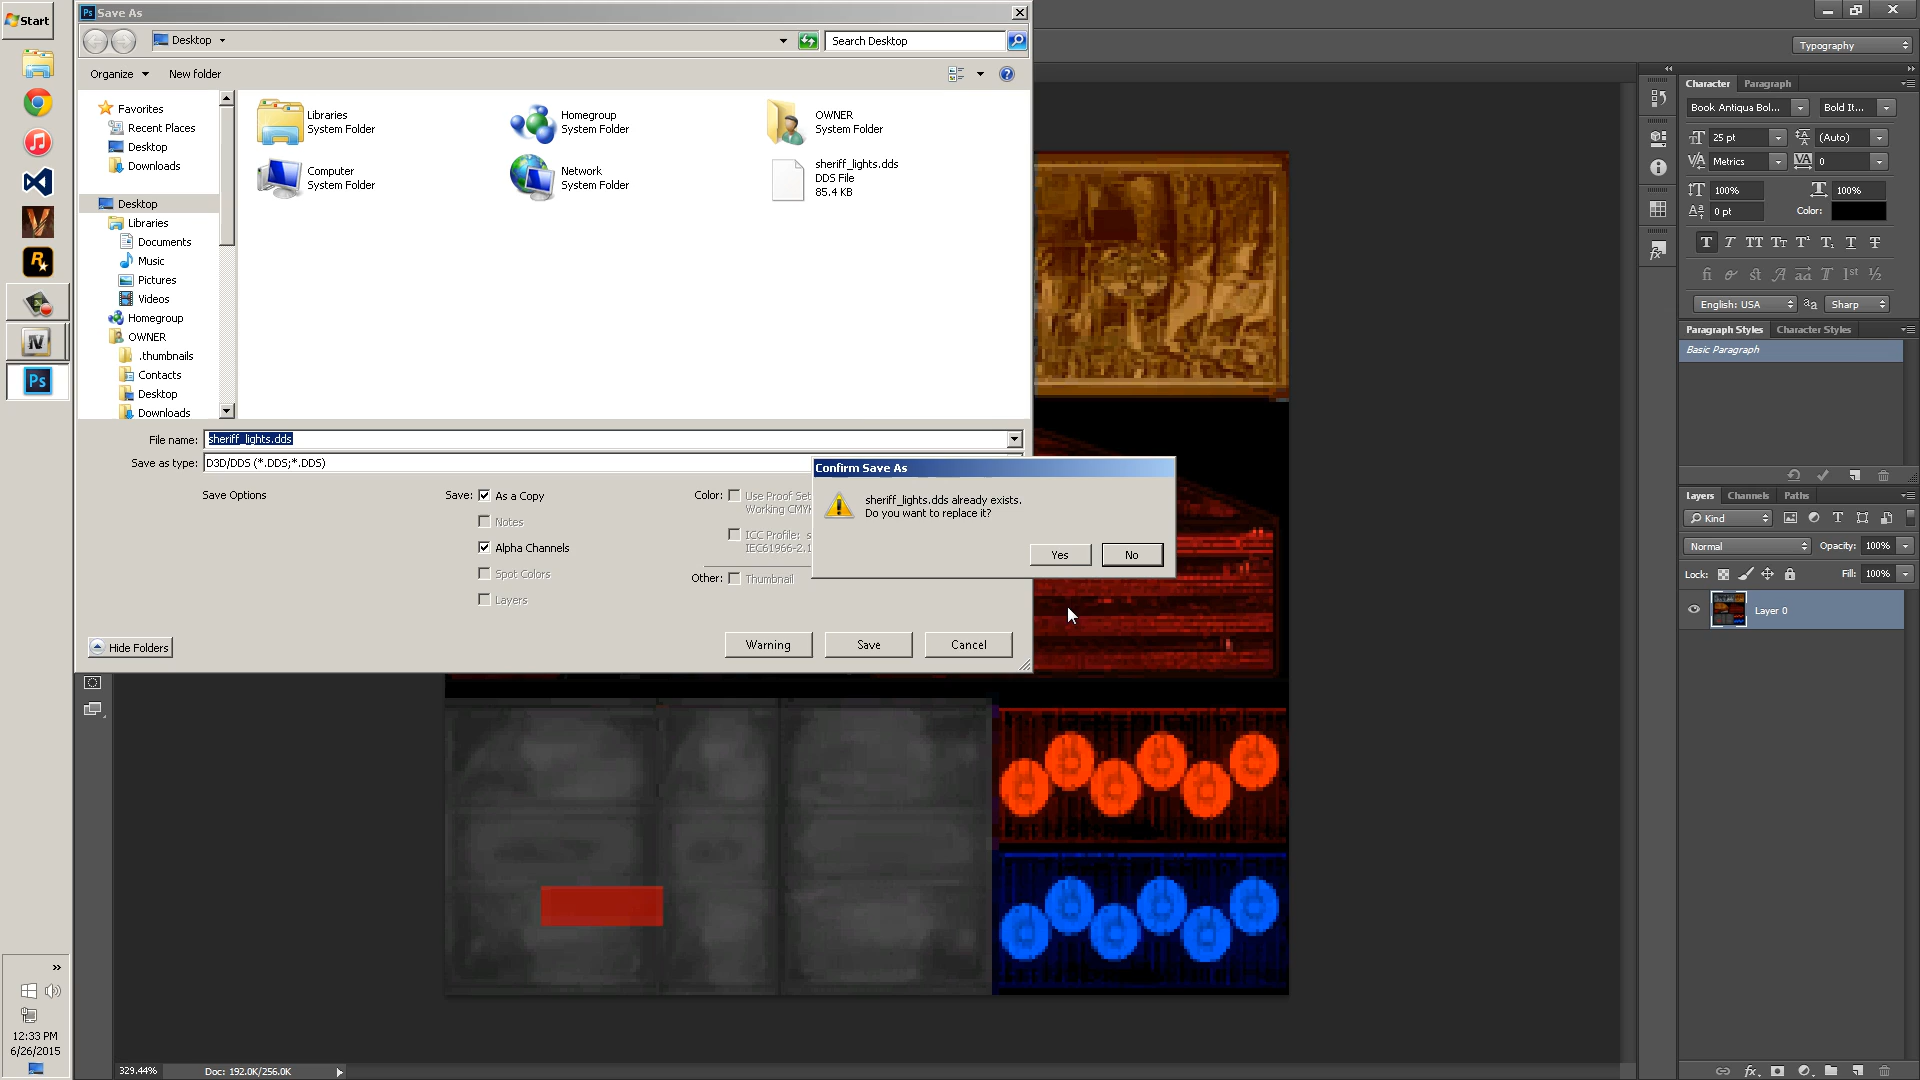 Start
Ps Save As
Desktop
Search Desktop
Organize
New folder
Favorites
Recent Places
Desktop
Downloads
Desktop
Libraries
Documents
Music
Pictures
Videos
Homegroup
OWNER
.thumbnails
Contacts
Desktop
Downloads
Libraries
System Folder
Homegroup
System Folder
OWNER
System Folder
Computer
System Folder
Network
System Folder
sheriff_lights.dds
DDS File
85.4 KB
File name: sheriff_lights.dds
Save as type: D3D/DDS (*.DDS;*.DDS)
Save Options
Save: As a Copy
Notes
Alpha Channels
Spot Colors
Layers
Color: Use Proof Set
Working CMYK
ICC Profile: s
IEC61966-2.1
Other: Thumbnail
Hide Folders
Warning
Save
Cancel
Confirm Save As
sheriff_lights.dds already exists.
Do you want to replace it?
Yes
No
Typography
Character
Paragraph
Book Antiqua Bol...
Bold It...
25 pt
(Auto)
Metrics
0
100%
100%
0 pt
Color:
English: USA
Sharp
Paragraph Styles
Character Styles
Basic Paragraph
Layers
Channels
Paths
Kind
Normal
Opacity: 100%
Lock:
Fill: 100%
Layer 0
Ps
12:33 PM
6/26/2015
329.44%
Doc: 192.0K/256.0K